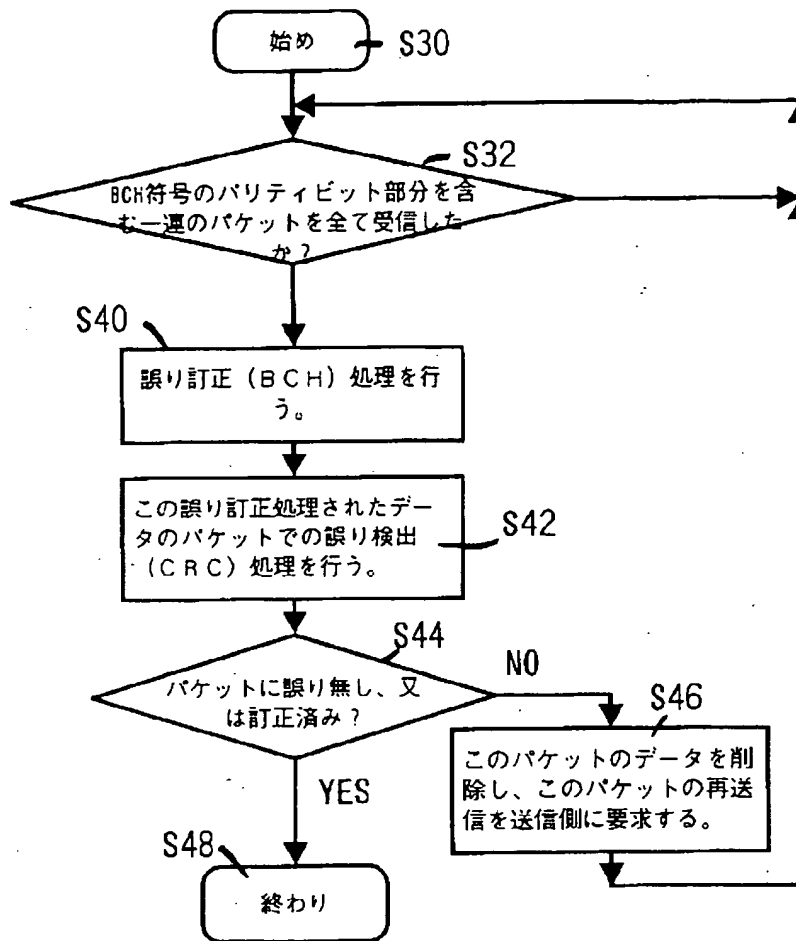 始め
S30
S32
BCH符号のパリティビット部分を含
む一連のパケットを全て受信した
か？
S40
誤り訂正（ＢＣＨ）処理を行
う。
この誤り訂正処理されたデー
タのパケットでの誤り検出
（ＣＲＣ）処理を行う。
S42
S44
パケットに誤り無し、又
は訂正済み？
NO
YES
S46
このパケットのデータを削
除し、このパケットの再送
信を送信側に要求する。
S48
終わり